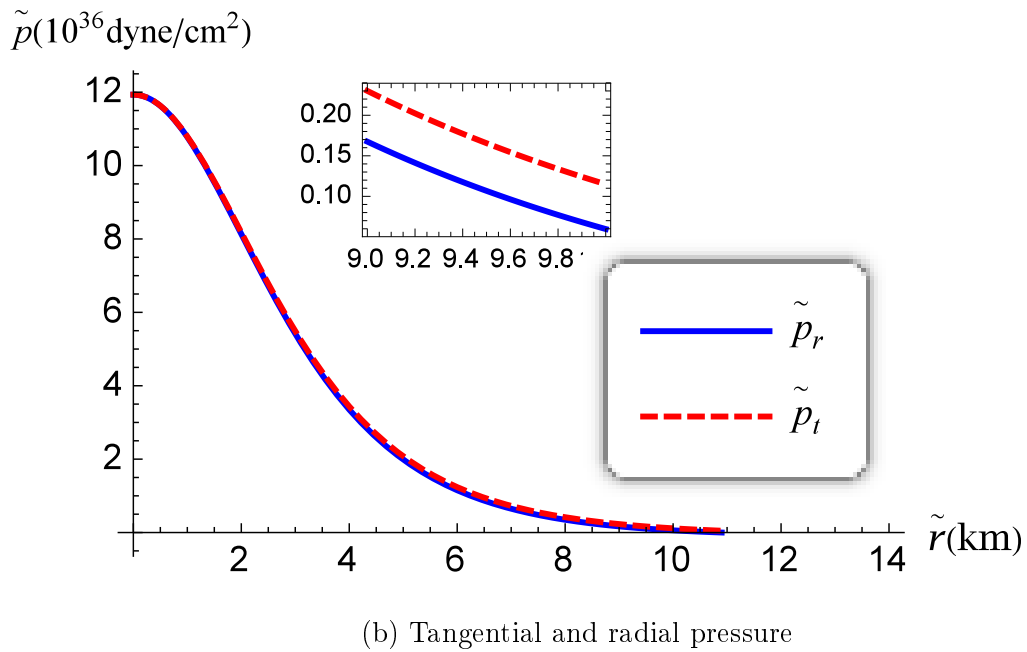 p̃(10³⁶dyne/cm²)
12
10
8
6
4
2
0.20
0.15
0.10
9.0 9.2 9.4 9.6 9.8
p̃ᵣ
p̃ₜ
2 4 6 8 10 12 14
r̃(km)
(b) Tangential and radial pressure